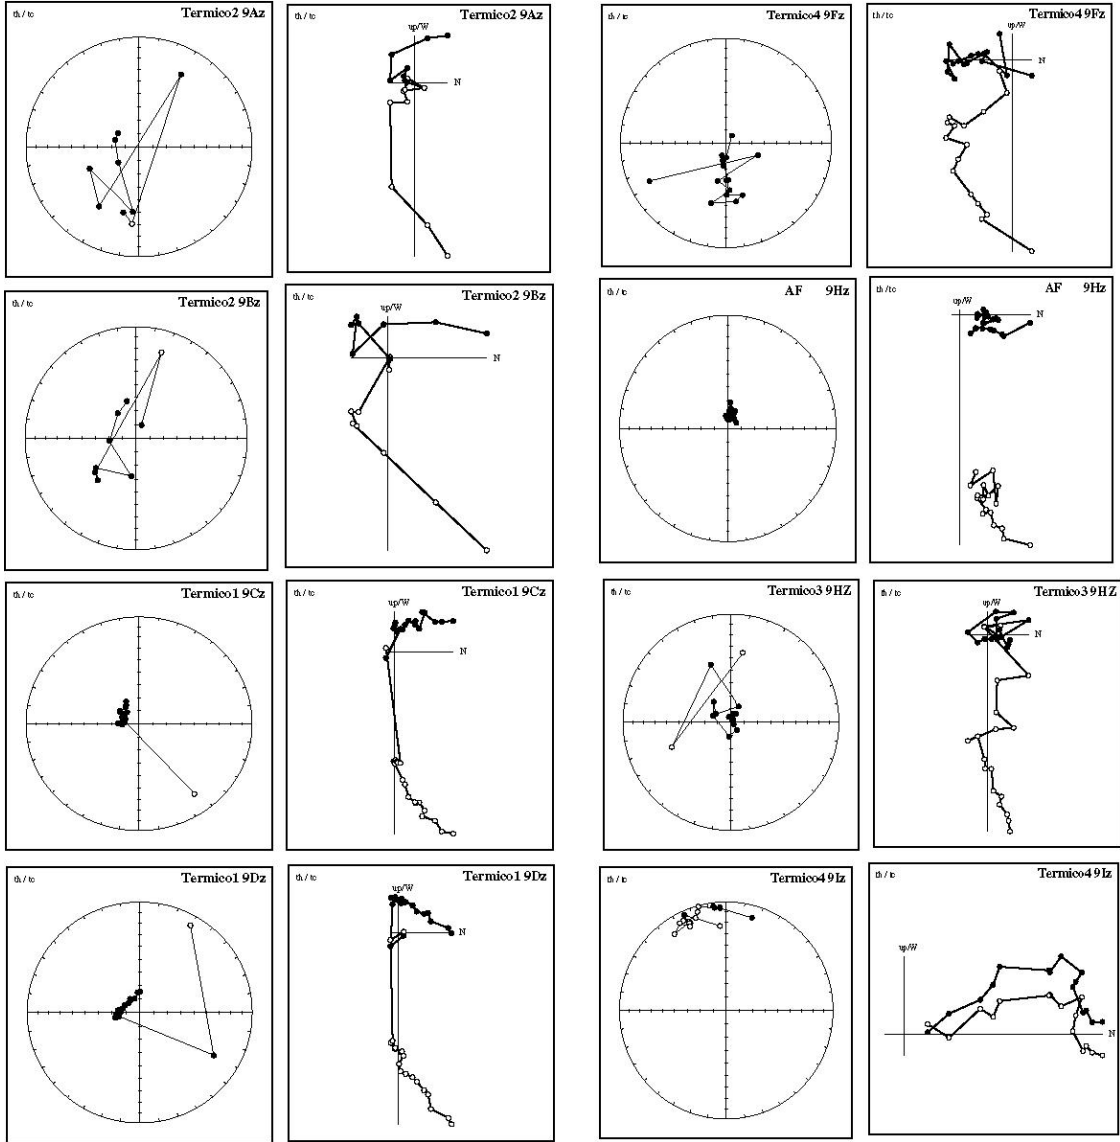 th / tc Termico2 9Az
th / tc Termico2 9Az
up/W
N
th / tc Termico4 9Fz
th / tc Termico4 9Fz
up/W
N
th / tc Termico2 9Bz
th / tc Termico2 9Bz
up/W
N
th / tc AF 9Hz
th / tc AF 9Hz
up/W
N
th / tc Termico1 9Cz
th / tc Termico1 9Cz
up/W
N
th / tc Termico3 9HZ
th / tc Termico3 9HZ
up/W
N
th / tc Termico1 9Dz
th / tc Termico1 9Dz
up/W
N
th / tc Termico4 9Iz
th / tc Termico4 9Iz
up/W
N